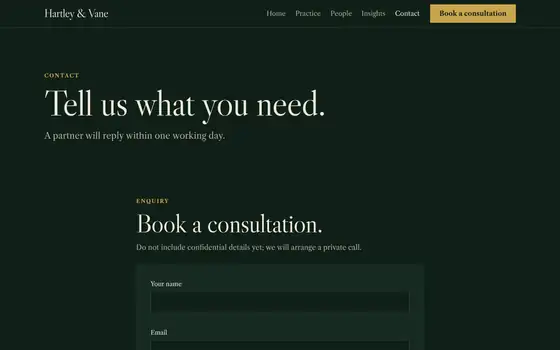 Hartley & Vane
Home Practice People Insights Contact Book a consultation
CONTACT
Tell us what you need.
A partner will reply within one working day.
ENQUIRY
Book a consultation.
Do not include confidential details yet; we will arrange a private call.
Your name
Email